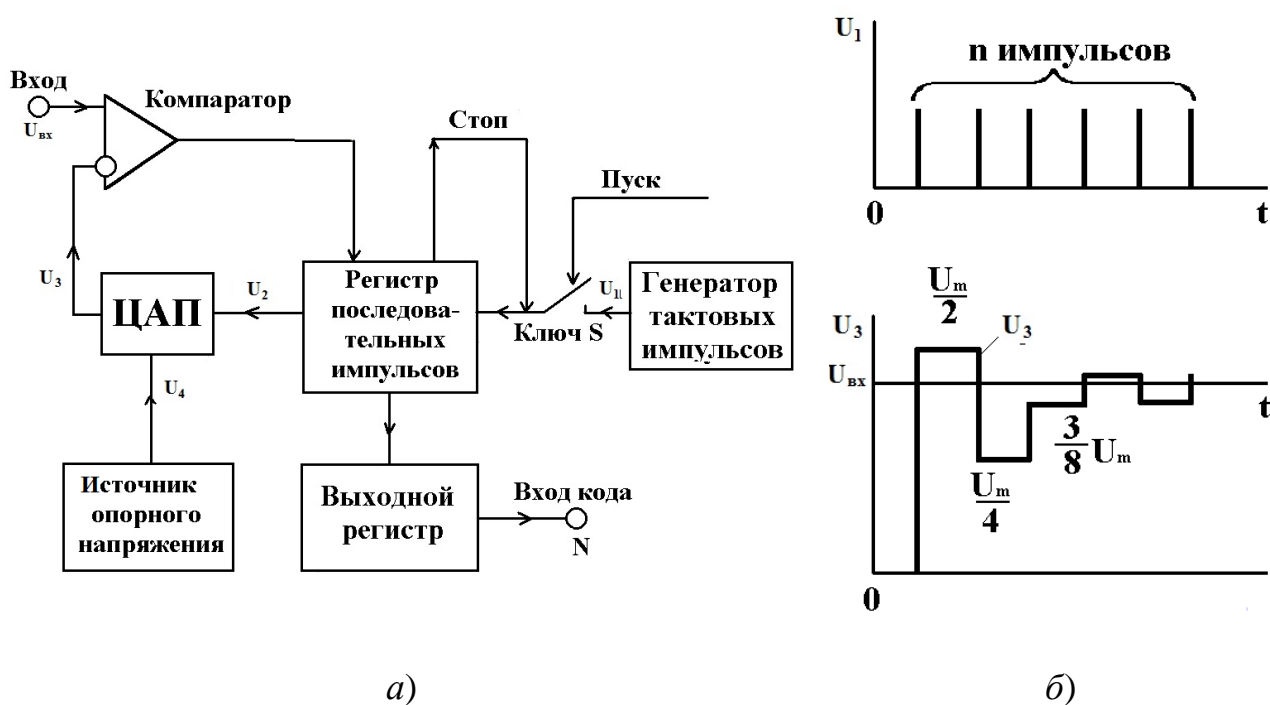 Вход
Uвх
Компаратор
Стоп
Пуск
U3
ЦАП
U2
Регистр
последова-
тельных
импульсов
Ключ S
U1
Генератор
тактовых
импульсов
U4
Источник
опорного
напряжения
Выходной
регистр
Вход кода
N
а)
U1
n импульсов
0
t
Um
2
U3
U3
Uвх
t
3
8
Um
Um
4
0
б)